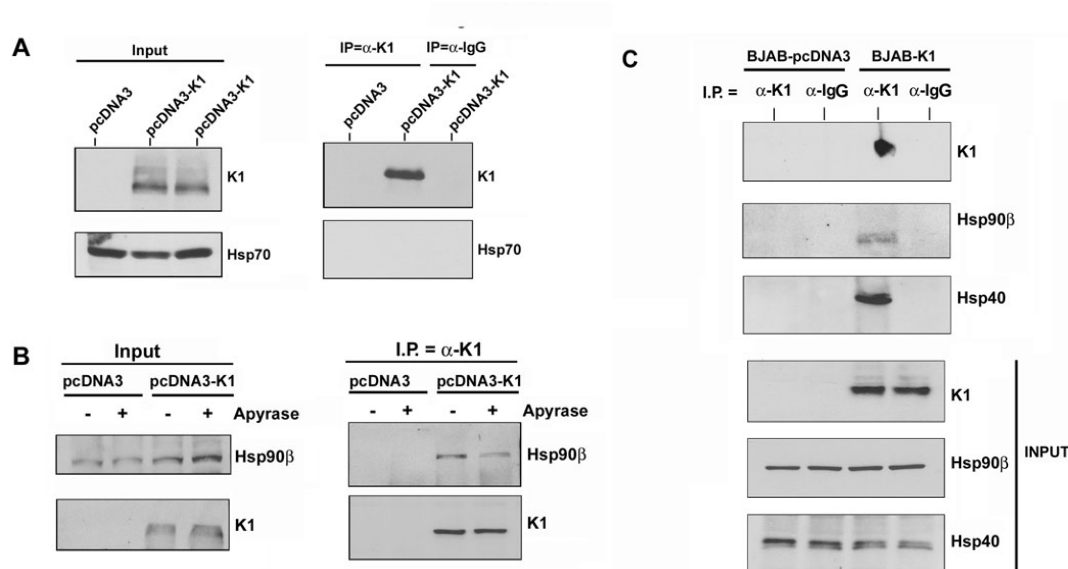 A
Input
IP=α-K1 IP=α-IgG
pcDNA3 pcDNA3-K1 pcDNA3-K1
pcDNA3 pcDNA3-K1 pcDNA3-K1
K1
K1
Hsp70
Hsp70
B
Input
I.P. = α-K1
pcDNA3 pcDNA3-K1
pcDNA3 pcDNA3-K1
- + - + Apyrase
- + - + Apyrase
Hsp90β
Hsp90β
K1
K1
C
BJAB-pcDNA3 BJAB-K1
I.P. = α-K1 α-IgG α-K1 α-IgG
K1
Hsp90β
Hsp40
K1
Hsp90β
INPUT
Hsp40